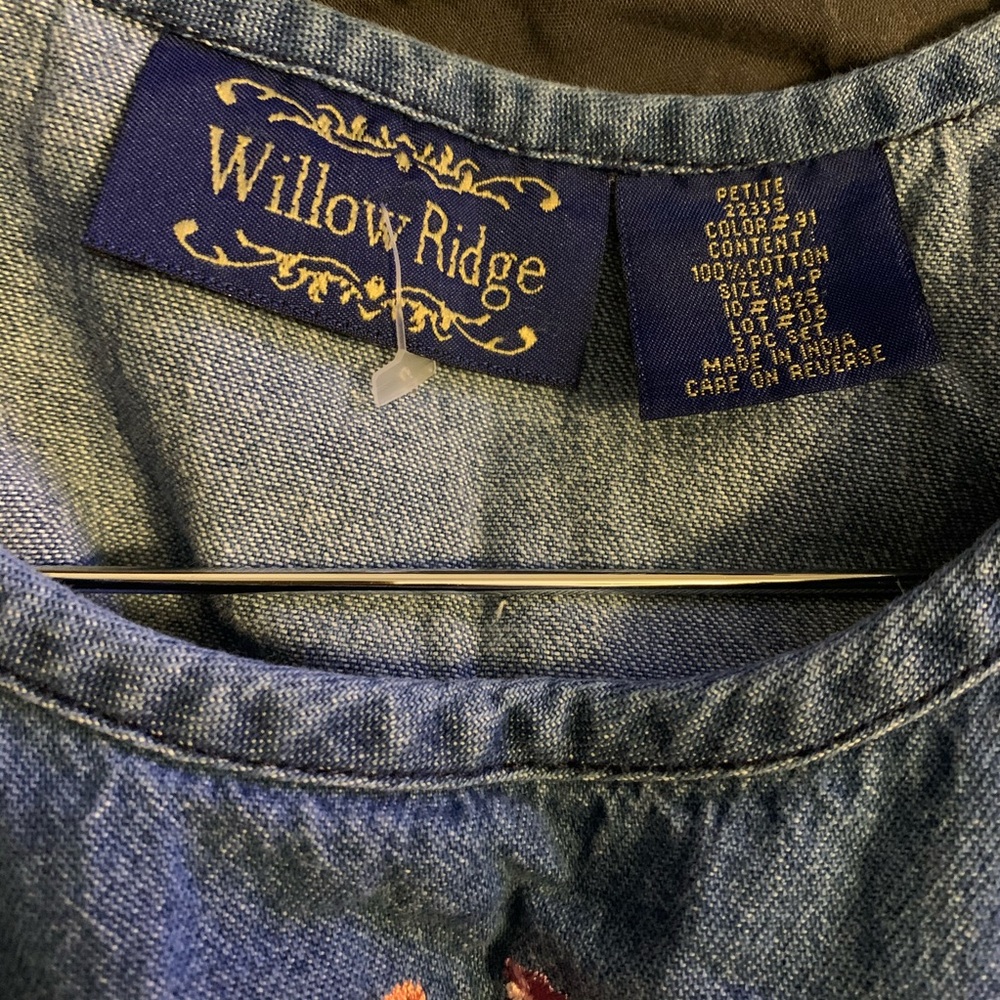 Willow Ridge
PETITE
22335
COLOR # 91
CONTENT
100% COTTON
SIZE: M-P
ID # 1825
LOT # 06
2 PC SET
MADE IN INDIA
CARE ON REVERSE